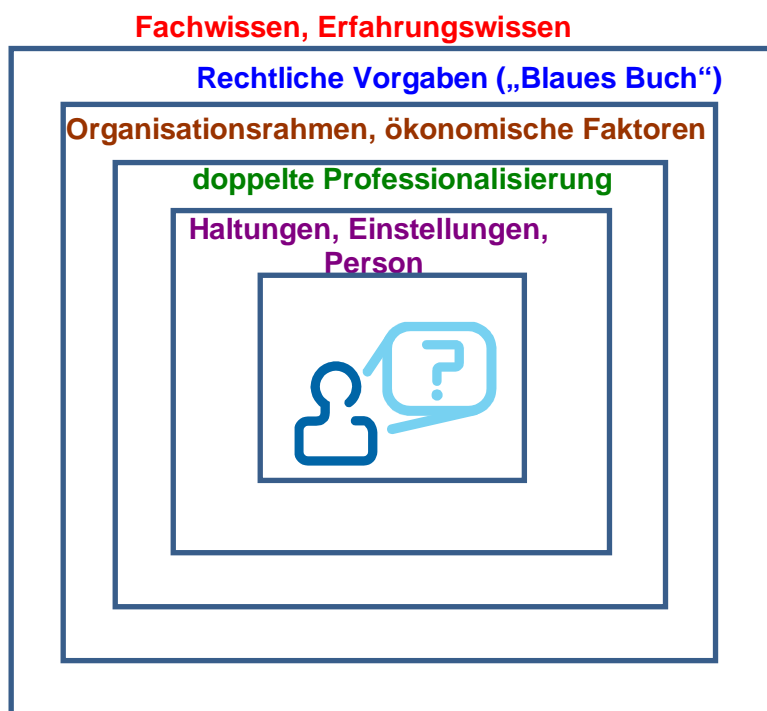 Fachwissen, Erfahrungswissen
Rechtliche Vorgaben („Blaues Buch“)
Organisationsrahmen, ökonomische Faktoren
doppelte Professionalisierung
Haltungen, Einstellungen,
Person
?